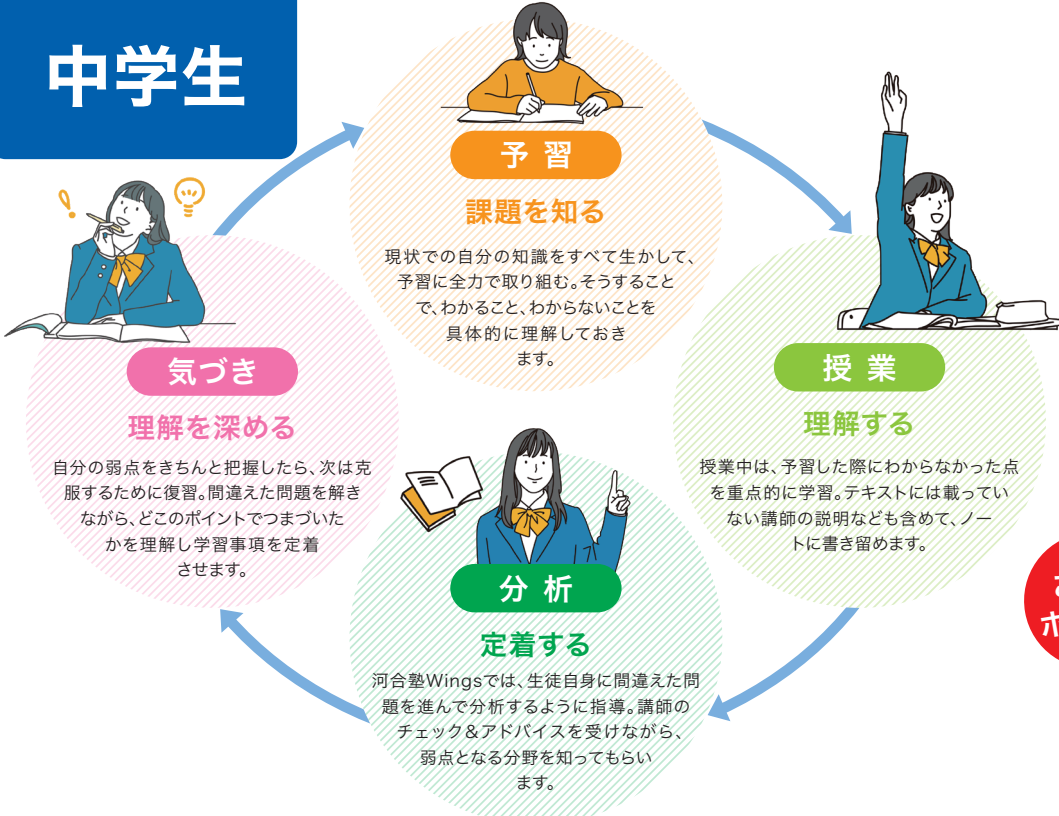 中学生
予習
課題を知る
現状での自分の知識をすべて生かして、
予習に全力で取り組む。そうすること
で、わかること、わからないことを
具体的に理解しておき
ます。
授業
理解する
授業中は、予習した際にわからなかった点
を重点的に学習。テキストには載ってい
ない講師の説明なども含めて、ノー
トに書き留めます。
分析
定着する
河合塾Wingsでは、生徒自身に間違えた問
題を進んで分析するように指導。講師の
チェック&アドバイスを受けながら、
弱点となる分野を知ってもらい
ます。
気づき
理解を深める
自分の弱点をきちんと把握したら、次は克
服するために復習。間違えた問題を解き
ながら、どこのポイントでつまづいた
かを理解し学習事項を定着
させます。